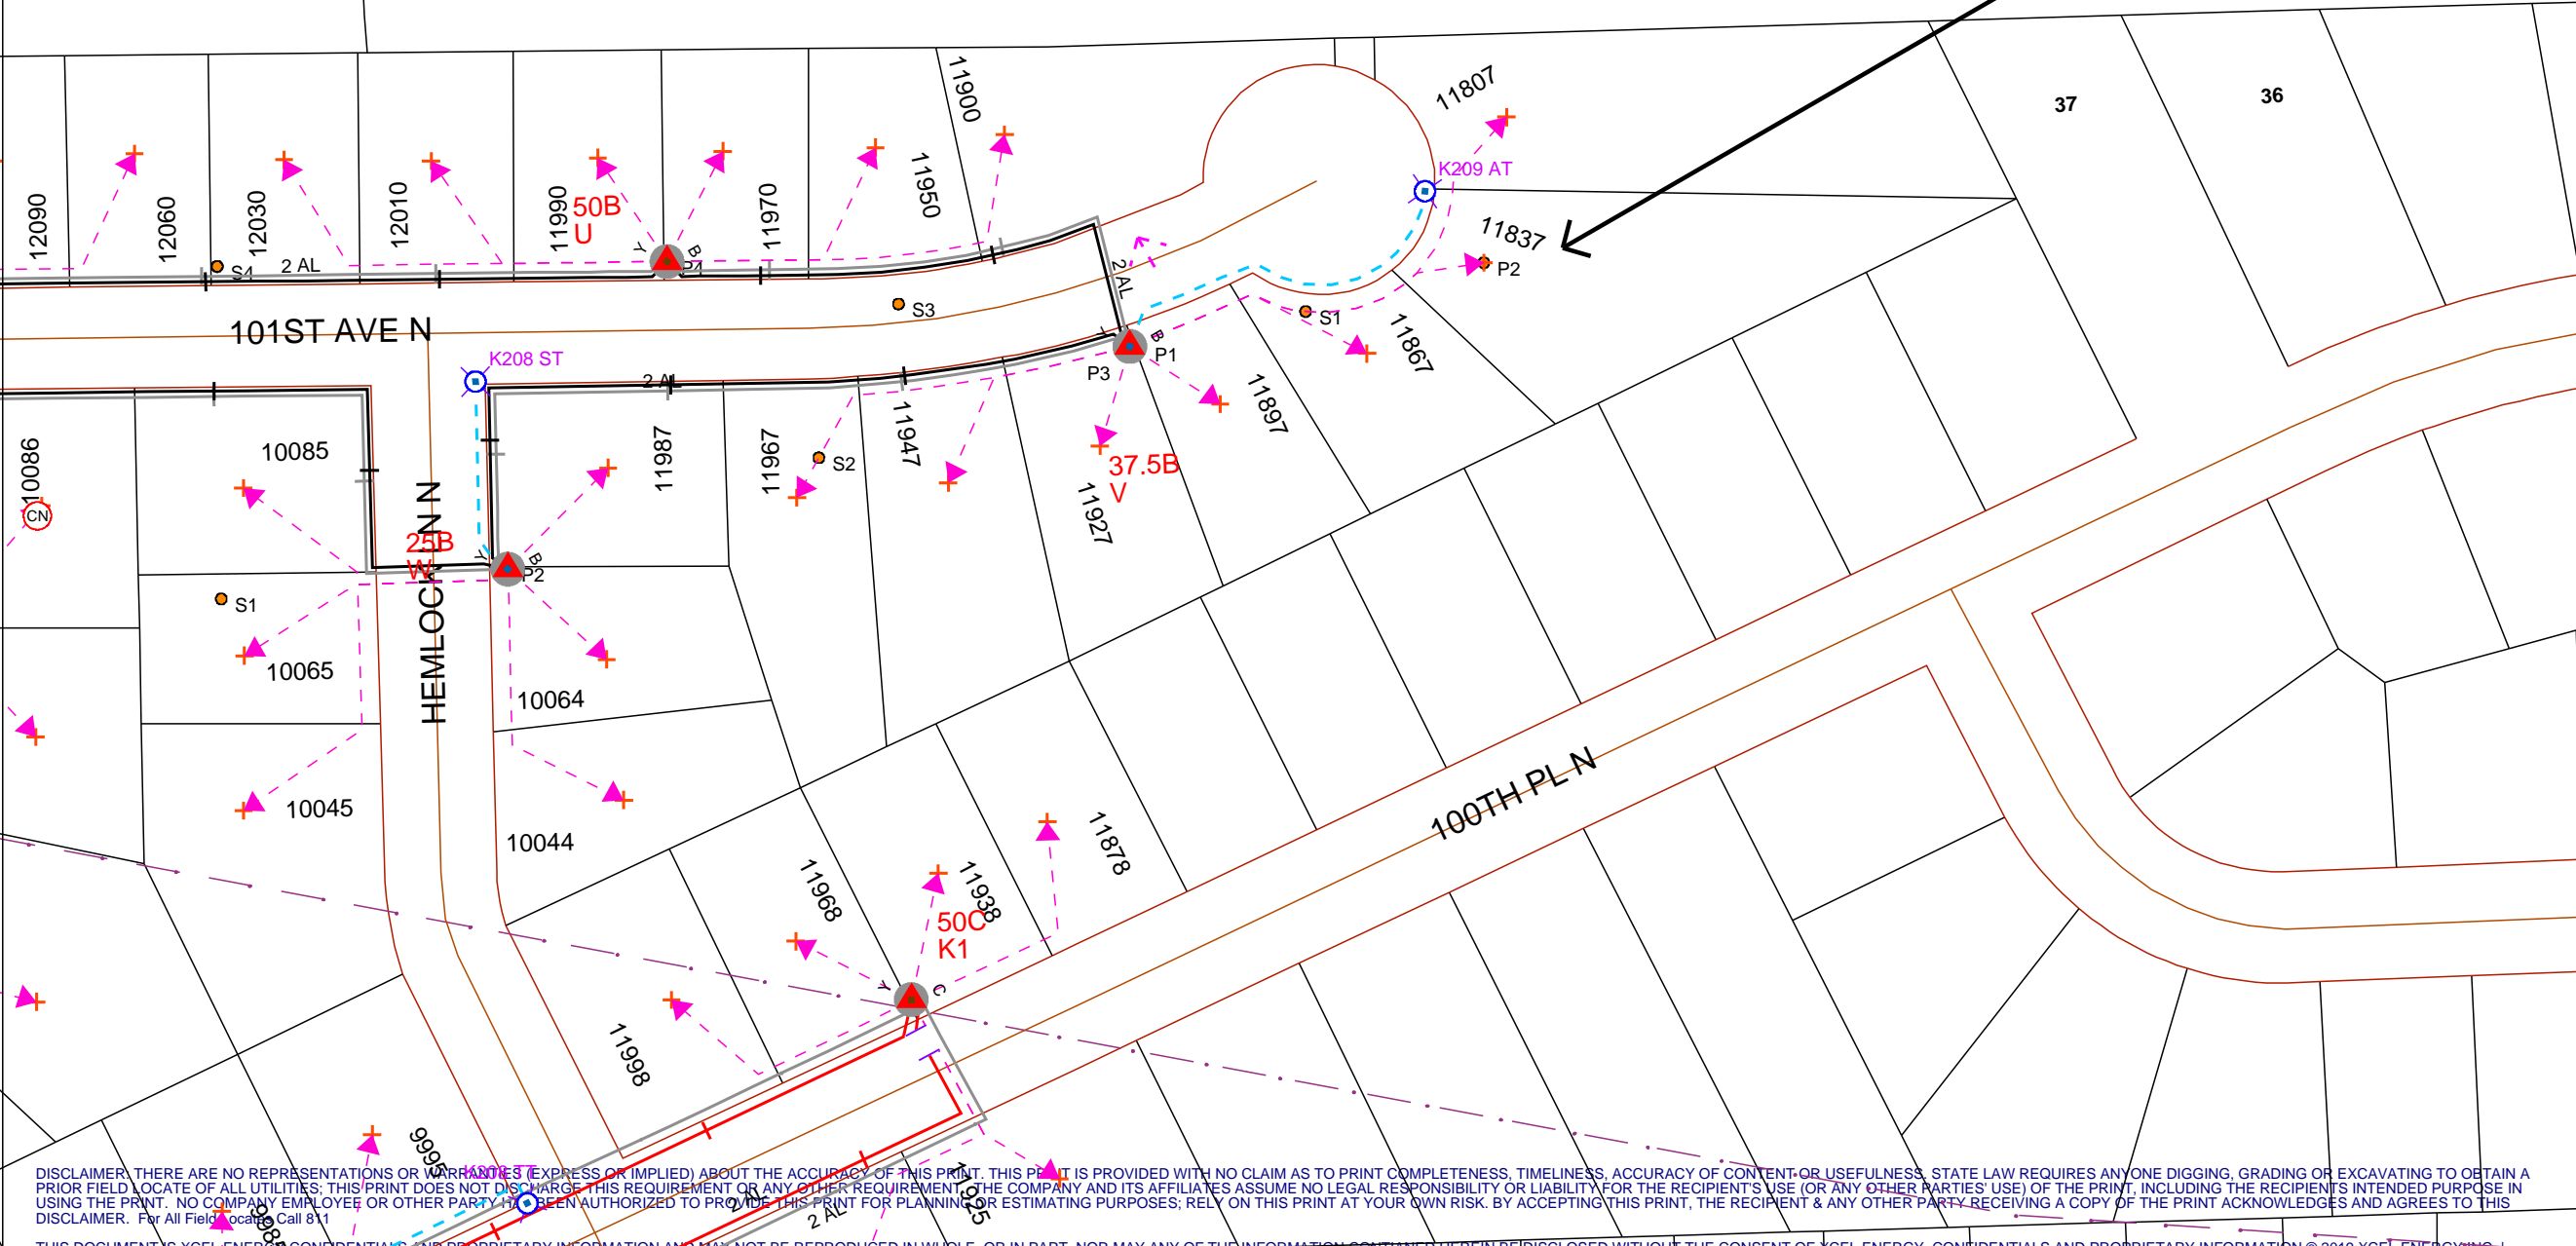 11900
11807
37
36
K209 AT
12090
12060
12030
12010
11990
50B
U
11970
11950
11837
S4
2 AL
Y
B
P2
2 AL
S3
S1
101ST AVE N
Y
B
P1
P3
11867
K208 ST
2 AL
11897
10086
10085
11987
11967
S2
11947
37.5B
V
11927
CN
25B
W
HEMLOCK LN N
Y
B
P2
S1
10065
10064
10045
10044
100TH PL N
11878
11968
11938
50C
K1
Y
C
11998
9995
11925
2 AL
2 AL
DISCLAIMER: THERE ARE NO REPRESENTATIONS OR WARRANTIES (EXPRESS OR IMPLIED) ABOUT THE ACCURACY OF THIS PRINT. THIS PRINT IS PROVIDED WITH NO CLAIM AS TO PRINT COMPLETENESS, TIMELINESS, ACCURACY OF CONTENT OR USEFULNESS. STATE LAW REQUIRES ANYONE DIGGING, GRADING OR EXCAVATING TO OBTAIN A
PRIOR FIELD LOCATE OF ALL UTILITIES; THIS PRINT DOES NOT DISCHARGE THIS REQUIREMENT OR ANY OTHER REQUIREMENT. THE COMPANY AND ITS AFFILIATES ASSUME NO LEGAL RESPONSIBILITY OR LIABILITY FOR THE RECIPIENT'S USE (OR ANY OTHER PARTIES' USE) OF THE PRINT, INCLUDING THE RECIPIENTS INTENDED PURPOSE IN
USING THE PRINT. NO COMPANY EMPLOYEE OR OTHER PARTY HAS BEEN AUTHORIZED TO PROVIDE THIS PRINT FOR PLANNING OR ESTIMATING PURPOSES; RELY ON THIS PRINT AT YOUR OWN RISK. BY ACCEPTING THIS PRINT, THE RECIPIENT & ANY OTHER PARTY RECEIVING A COPY OF THE PRINT ACKNOWLEDGES AND AGREES TO THIS
DISCLAIMER. For All Field Locates Call 811